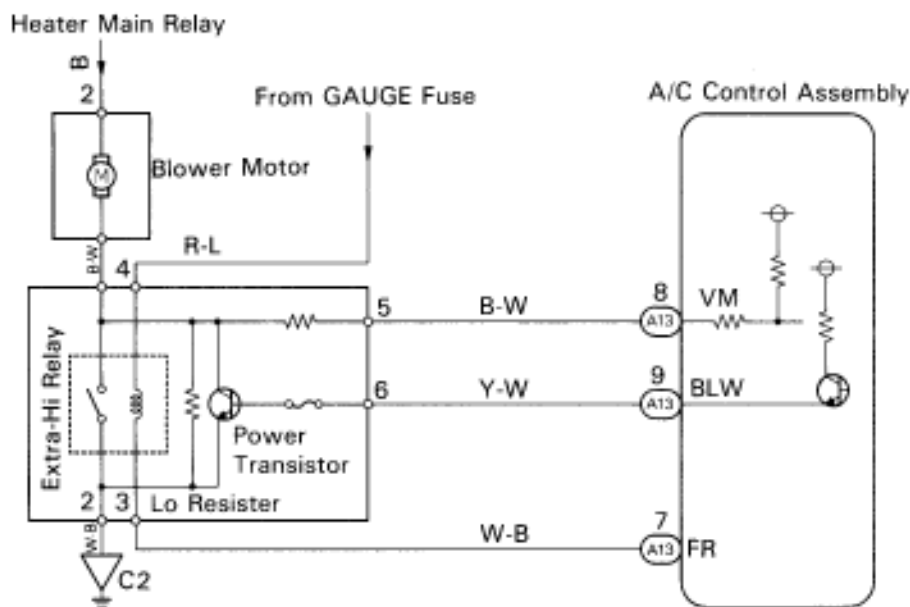 Heater Main Relay
B
2
From GAUGE Fuse
A/C Control Assembly
M
Blower Motor
B-W
4
R-L
5
B-W
8
A13
VM
Extra-Hi Relay
6
Y-W
9
A13
BLW
Power
Transistor
2
3
Lo Resister
W-B
W-B
7
A13
FR
C2